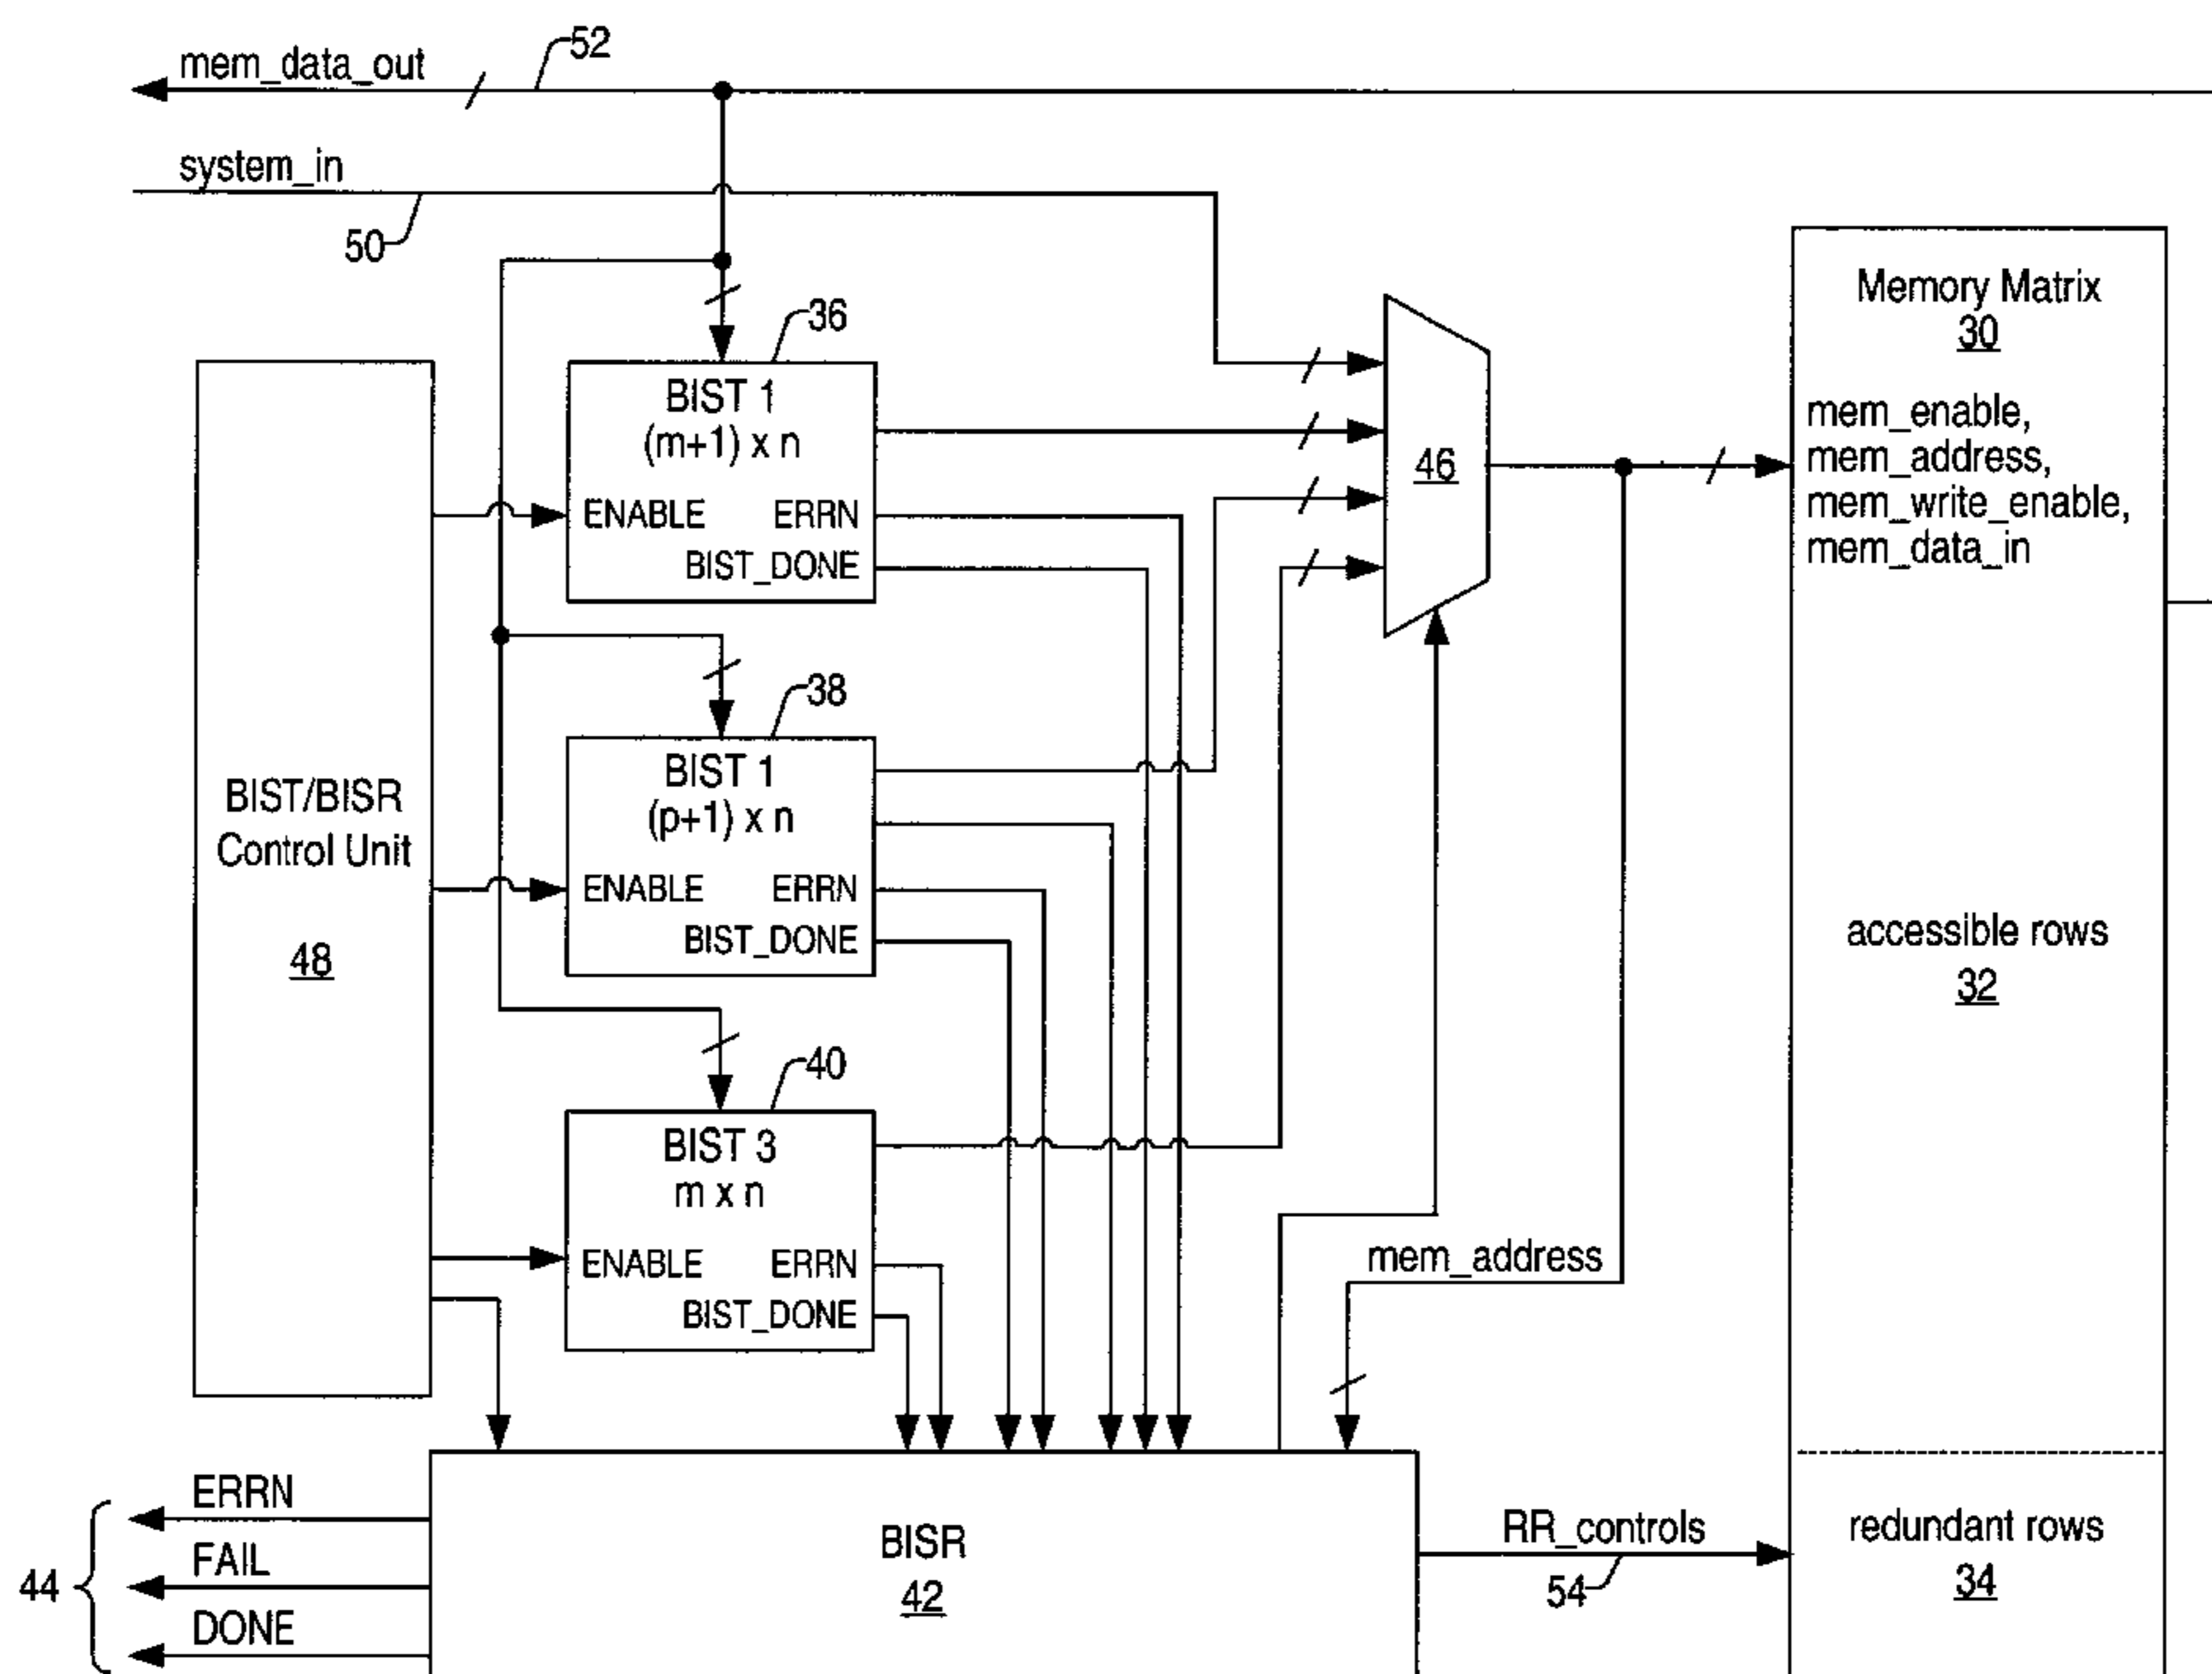 mem_data_out
52
system_in
50
36
BIST 1
(m+1) x n
ENABLE ERRN
BIST_DONE
46
Memory Matrix
30
mem_enable,
mem_address,
mem_write_enable,
mem_data_in
38
BIST 1
(p+1) x n
ENABLE ERRN
BIST_DONE
BIST/BISR
Control Unit
48
accessible rows
32
40
BIST 3
m x n
ENABLE ERRN
BIST_DONE
mem_address
44
ERRN
FAIL
DONE
BISR
42
RR_controls
54
redundant rows
34